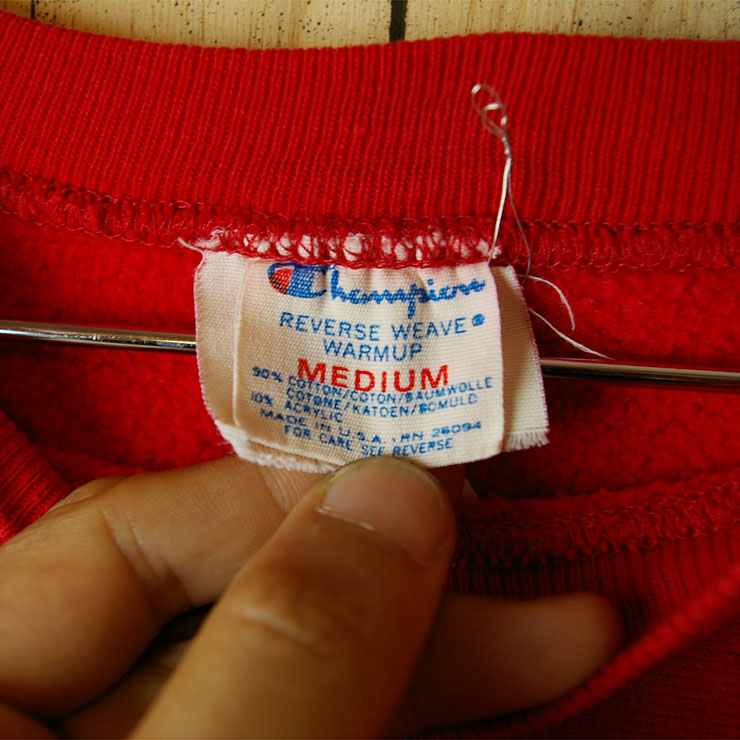 Champion
REVERSE WEAVE®
WARMUP
MEDIUM
90% COTTON/COTON/BAUMWOLLE
COTONE/KATOEN/BOMULD
10% ACRYLIC
MADE IN U.S.A. RN 26094
FOR CARE SEE REVERSE